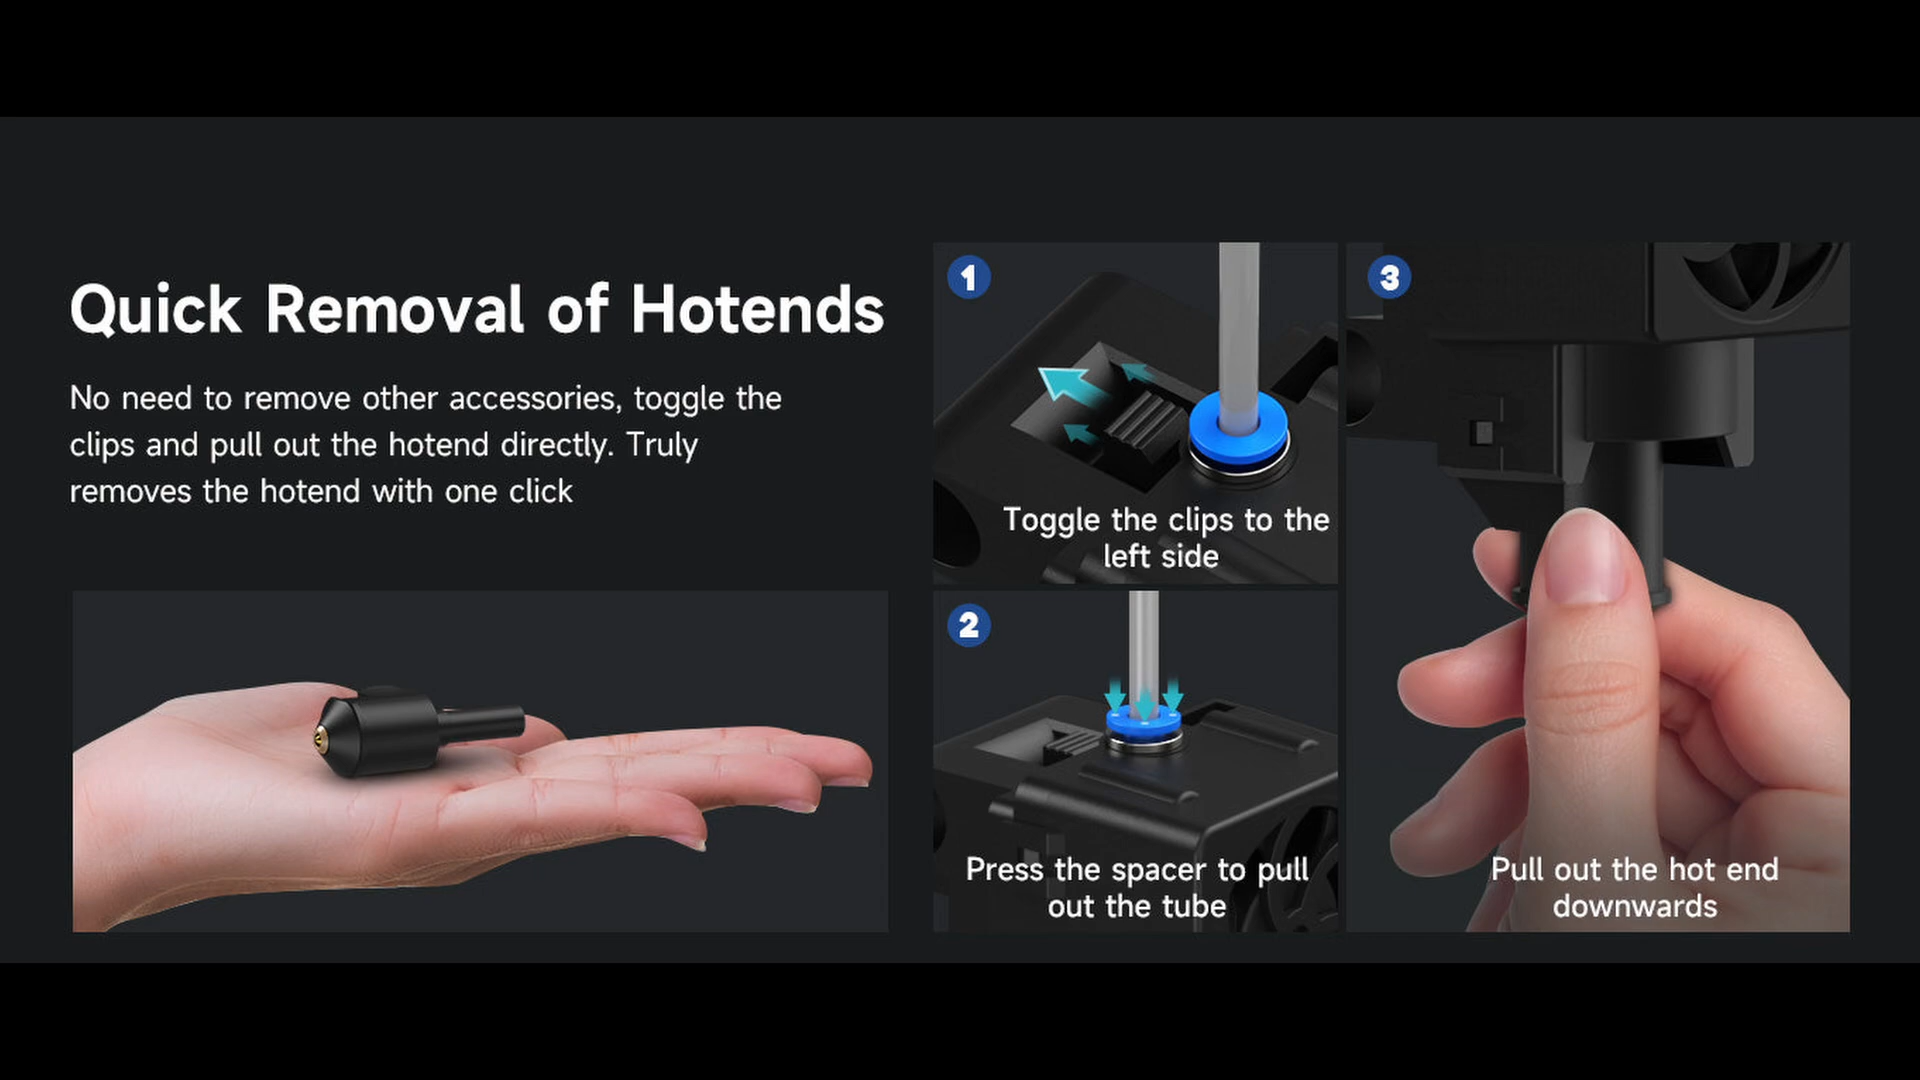 Quick Removal of Hotends
No need to remove other accessories, toggle the
clips and pull out the hotend directly. Truly
removes the hotend with one click
1
Toggle the clips to the
left side
2
Press the spacer to pull
out the tube
3
Pull out the hot end
downwards